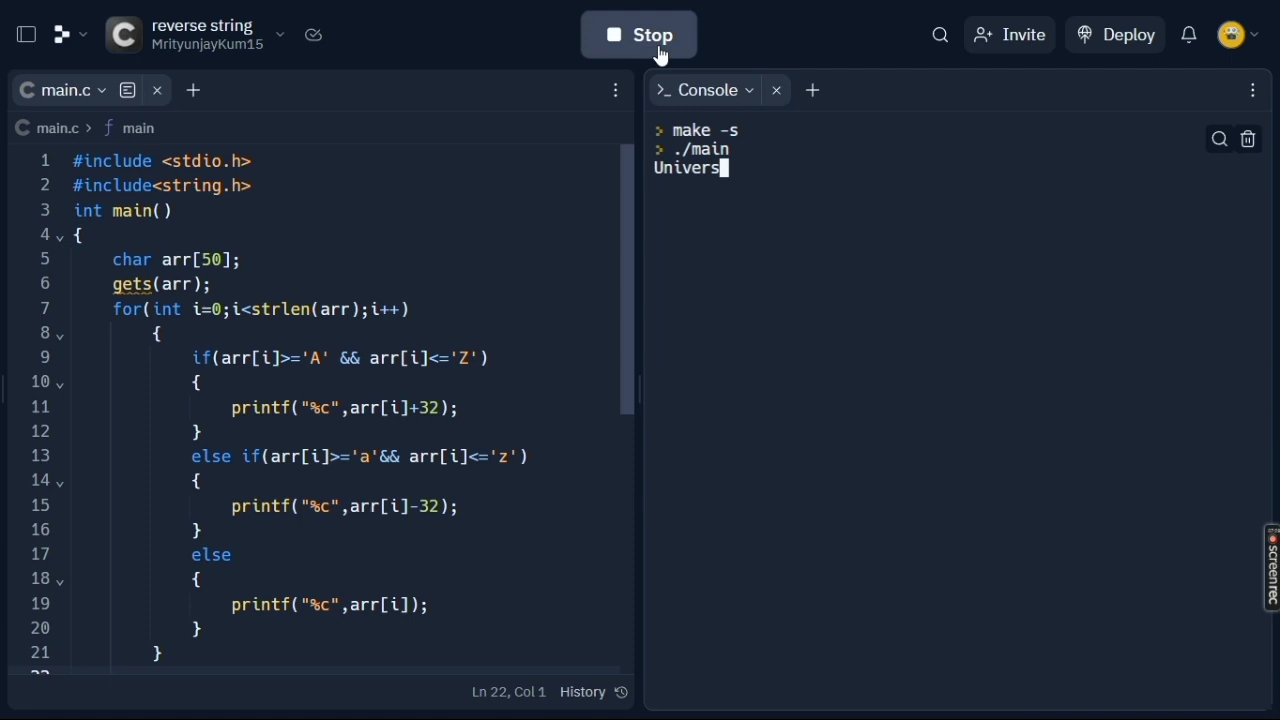 reverse string
MrityunjayKum15
Stop
Invite
Deploy
main.c
main.c > f main
1 #include <stdio.h>
2 #include<string.h>
3 int main()
4 {
5 char arr[50];
6 gets(arr);
7 for(int i=0;i<strlen(arr);i++)
8 {
9 if(arr[i]>='A' && arr[i]<='Z')
10 {
11 printf("%c",arr[i]+32);
12 }
13 else if(arr[i]>='a'&& arr[i]<='z')
14 {
15 printf("%c",arr[i]-32);
16 }
17 else
18 {
19 printf("%c",arr[i]);
20 }
21 }
Ln 22, Col 1 History
Console
> make -s
> ./main
Univers
screenrec